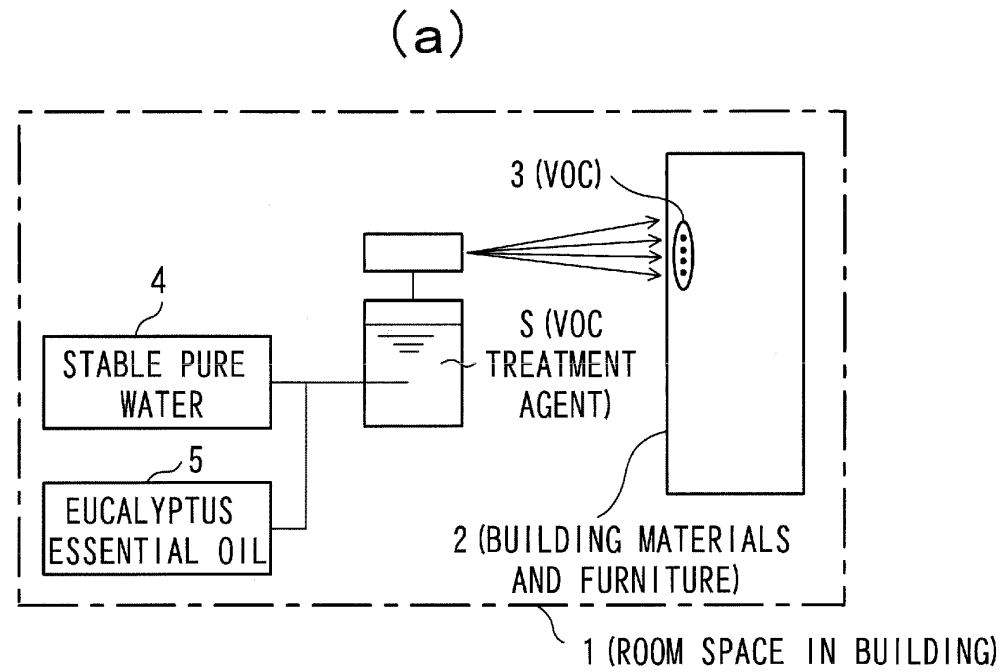 (a)
3 (VOC)
4
STABLE PURE
WATER
S (VOC
TREATMENT
AGENT)
5
EUCALYPTUS
ESSENTIAL OIL
2 (BUILDING MATERIALS
AND FURNITURE)
1 (ROOM SPACE IN BUILDING)